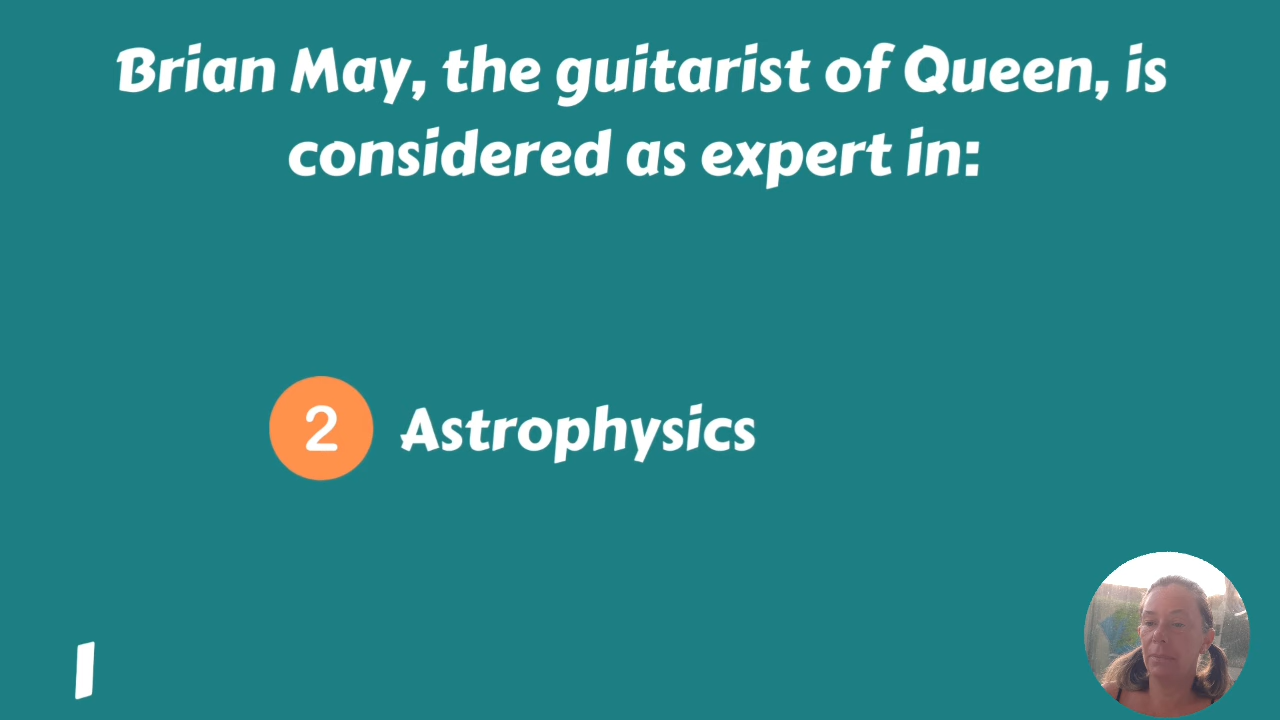 Brian May, the guitarist of Queen, is
considered as expert in:
2 Astrophysics
1